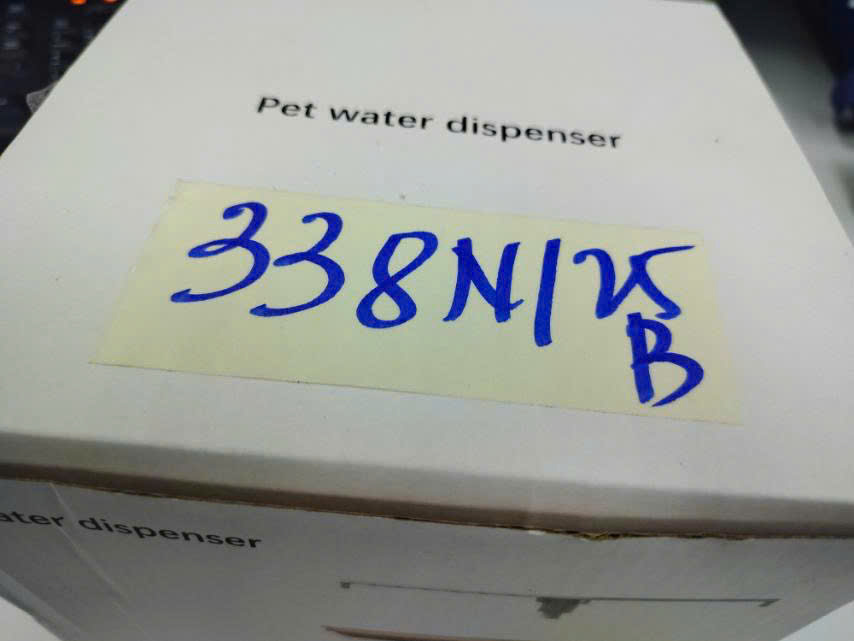 Pet water dispenser
338N/25
B
ater dispenser